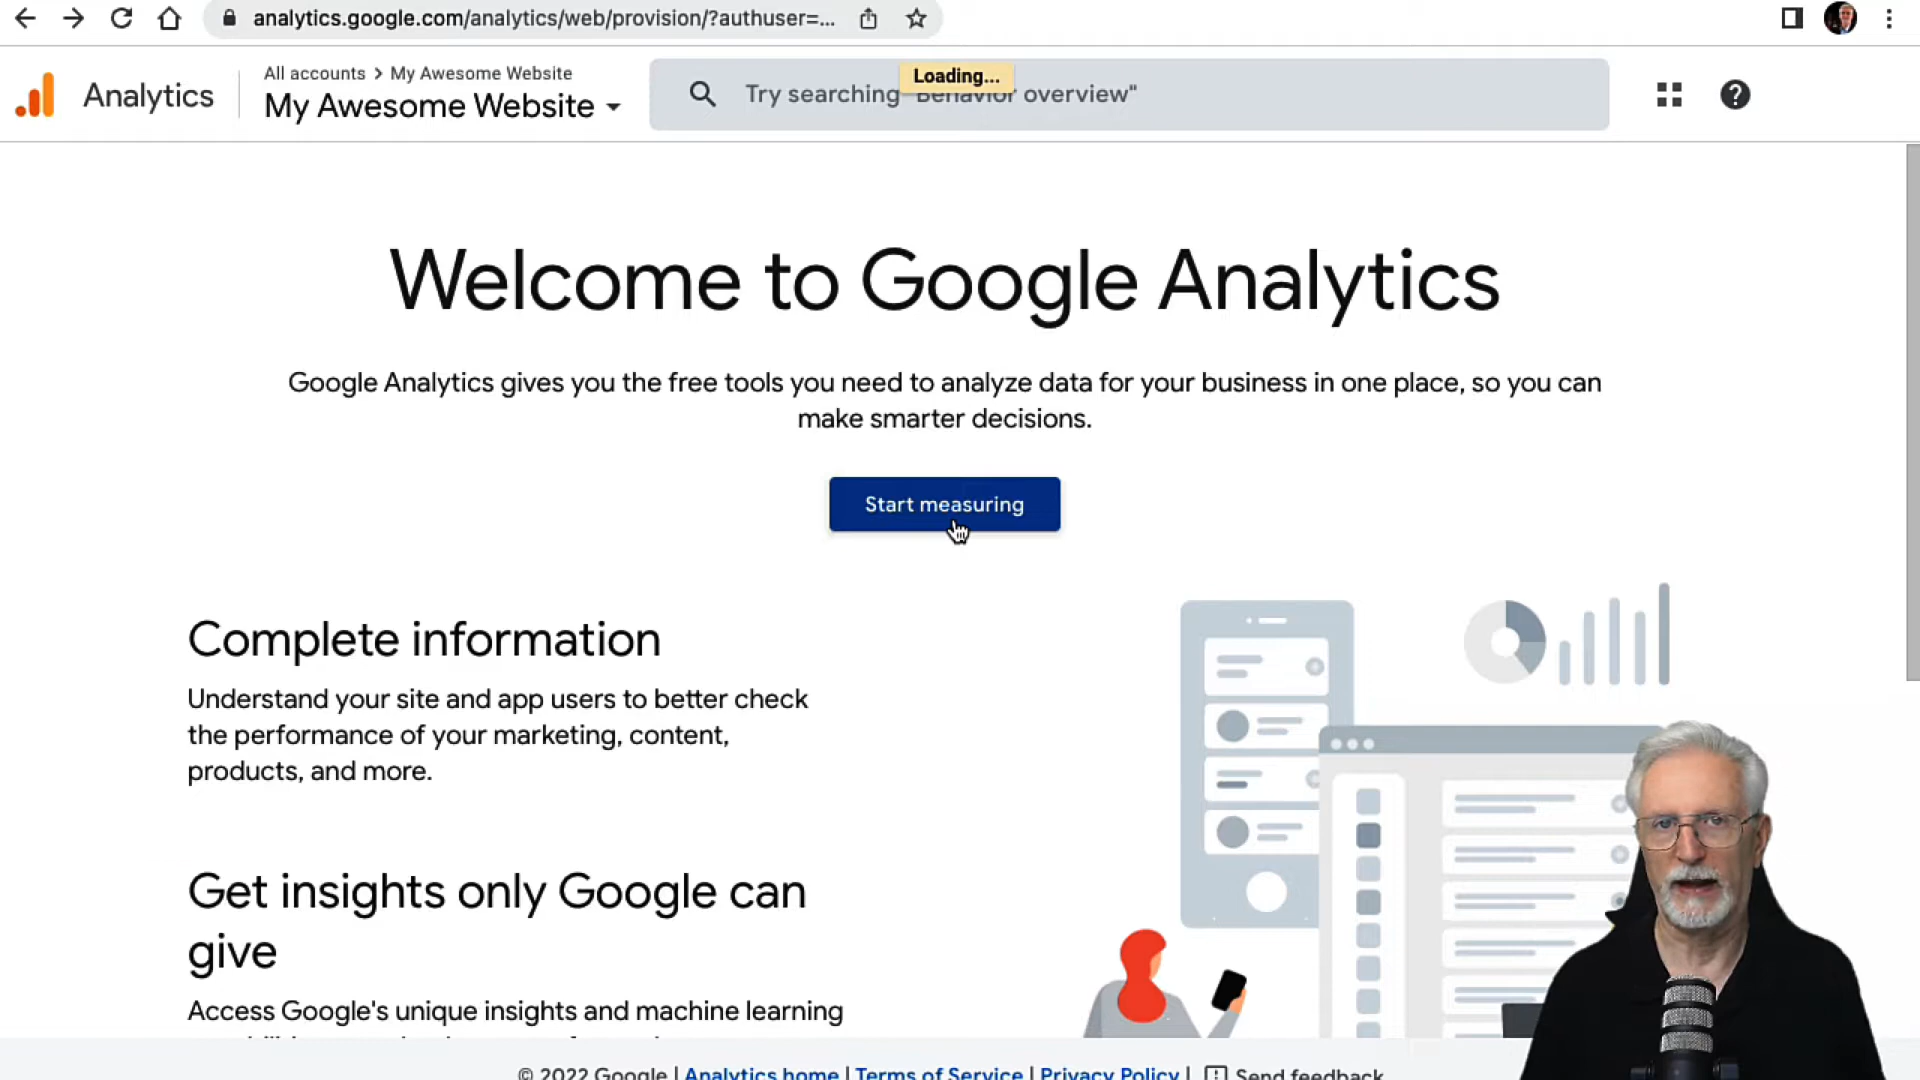 analytics.google.com/analytics/web/provision/?authuser=...
Analytics
All accounts > My Awesome Website
My Awesome Website
Loading...
Try searching "Behavior overview"
Welcome to Google Analytics
Google Analytics gives you the free tools you need to analyze data for your business in one place, so you can
make smarter decisions.
Start measuring
Complete information
Understand your site and app users to better check
the performance of your marketing, content,
products, and more.
Get insights only Google can
give
Access Google's unique insights and machine learning
© 2022 Google | Analytics home | Terms of Service | Privacy Policy | Send feedback